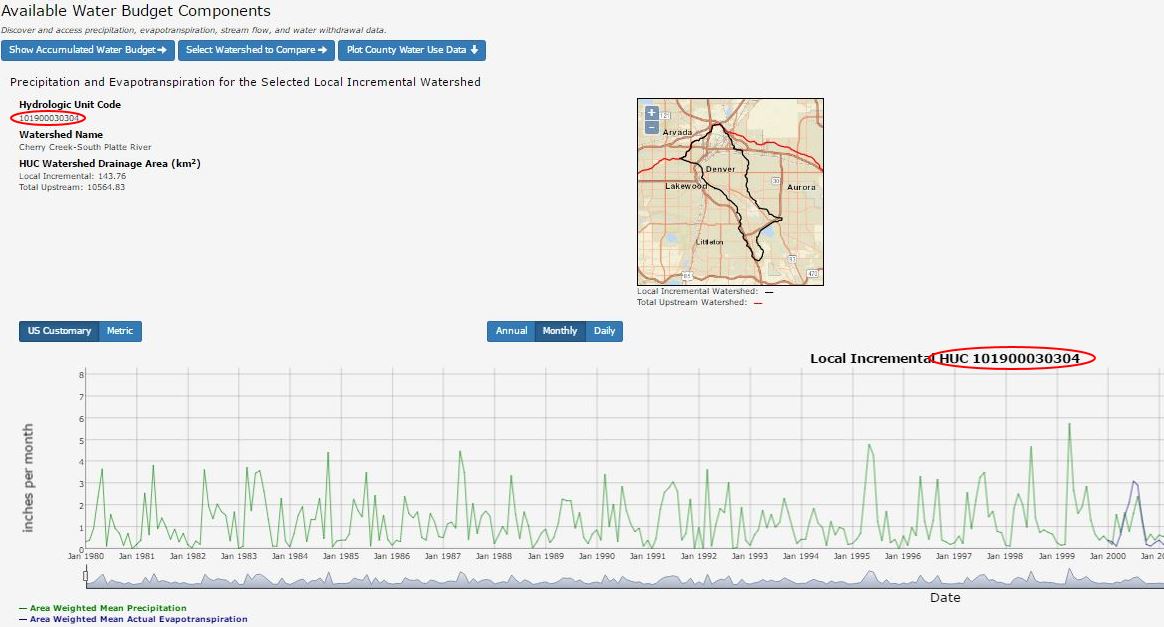 Available Water Budget Components
Discover and access precipitation, evapotranspiration, stream flow, and water withdrawal data.
Show Accumulated Water Budget Select Watershed to Compare Plot County Water Use Data
Precipitation and Evapotranspiration for the Selected Local Incremental Watershed
Hydrologic Unit Code
101900030304
Watershed Name
Cherry Creek-South Platte River
HUC Watershed Drainage Area (km²)
Local Incremental: 143.76
Total Upstream: 10564.83
+
−
121
Arvada
Denver
30
Lakewood
Aurora
Littleton
83
85
470
Local Incremental Watershed: —
Total Upstream Watershed: —
US Customary Metric
Annual Monthly Daily
Local Incremental HUC 101900030304
inches per month
8
7
6
5
4
3
2
1
0
Jan 1980 Jan 1981 Jan 1982 Jan 1983 Jan 1984 Jan 1985 Jan 1986 Jan 1987 Jan 1988 Jan 1989 Jan 1990 Jan 1991 Jan 1992 Jan 1993 Jan 1994 Jan 1995 Jan 1996 Jan 1997 Jan 1998 Jan 1999 Jan 2000 Jan 20
Date
— Area Weighted Mean Precipitation
— Area Weighted Mean Actual Evapotranspiration